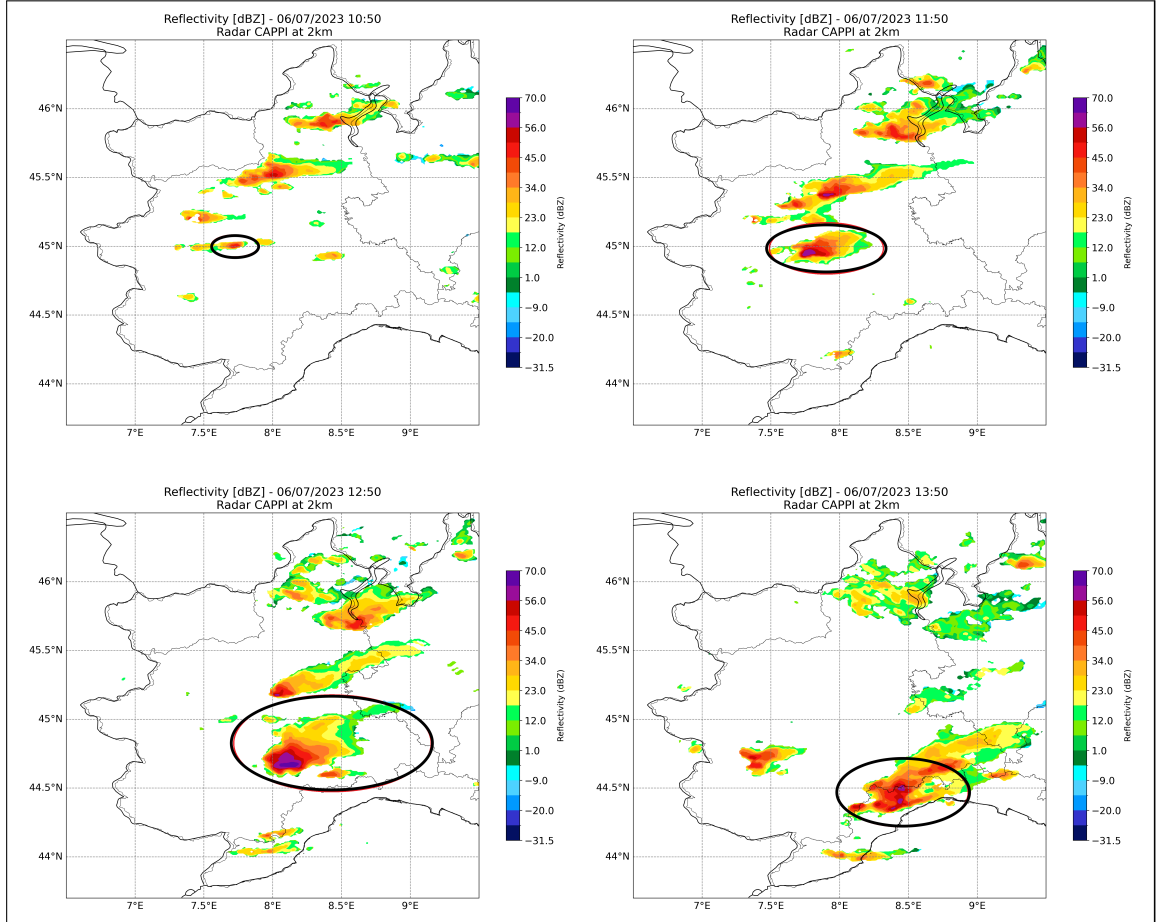 Reflectivity [dBZ] - 06/07/2023 10:50
Radar CAPPI at 2km
46°N
45.5°N
45°N
44.5°N
44°N
7°E 7.5°E 8°E 8.5°E 9°E
70.0
56.0
45.0
34.0
23.0
12.0
1.0
−9.0
−20.0
−31.5
Reflectivity (dBZ)
Reflectivity [dBZ] - 06/07/2023 11:50
Radar CAPPI at 2km
46°N
45.5°N
45°N
44.5°N
44°N
7°E 7.5°E 8°E 8.5°E 9°E
70.0
56.0
45.0
34.0
23.0
12.0
1.0
−9.0
−20.0
−31.5
Reflectivity (dBZ)
Reflectivity [dBZ] - 06/07/2023 12:50
Radar CAPPI at 2km
46°N
45.5°N
45°N
44.5°N
44°N
7°E 7.5°E 8°E 8.5°E 9°E
70.0
56.0
45.0
34.0
23.0
12.0
1.0
−9.0
−20.0
−31.5
Reflectivity (dBZ)
Reflectivity [dBZ] - 06/07/2023 13:50
Radar CAPPI at 2km
46°N
45.5°N
45°N
44.5°N
44°N
7°E 7.5°E 8°E 8.5°E 9°E
70.0
56.0
45.0
34.0
23.0
12.0
1.0
−9.0
−20.0
−31.5
Reflectivity (dBZ)